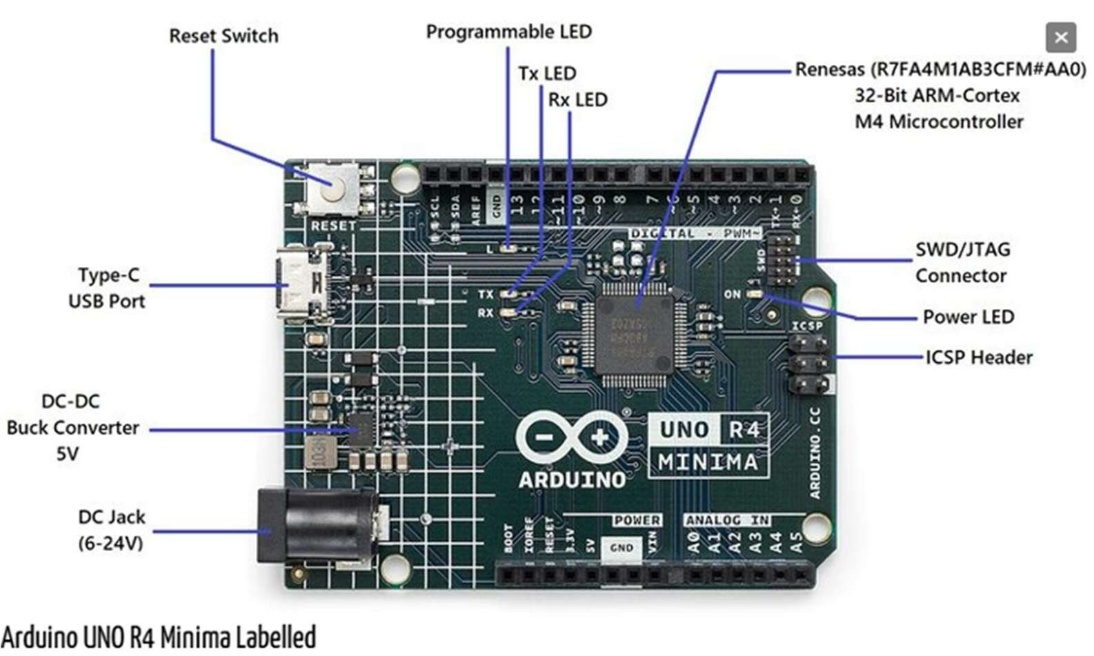 Reset Switch
Programmable LED
Tx LED
Rx LED
Renesas (R7FA4M1AB3CFM#AA0)
32-Bit ARM-Cortex
M4 Microcontroller
Type-C
USB Port
SWD/JTAG
Connector
Power LED
ICSP Header
DC-DC
Buck Converter
5V
DC Jack
(6-24V)
RESET
SCL
SDA
AREF
GND
13
12
~11
~10
~9
8
7
~6
~5
4
~3
2
TX→1
DIGITAL - PWM~
SWD
L
TX
RX
ON
ICSP
UNO R4
MINIMA
ARDUINO
ARDUINO.CC
103H
POWER
ANALOG IN
BOOT
IOREF
RESET
3.3V
5V
GND
VIN
A0
A1
A2
A3
A4
A5
Arduino UNO R4 Minima Labelled